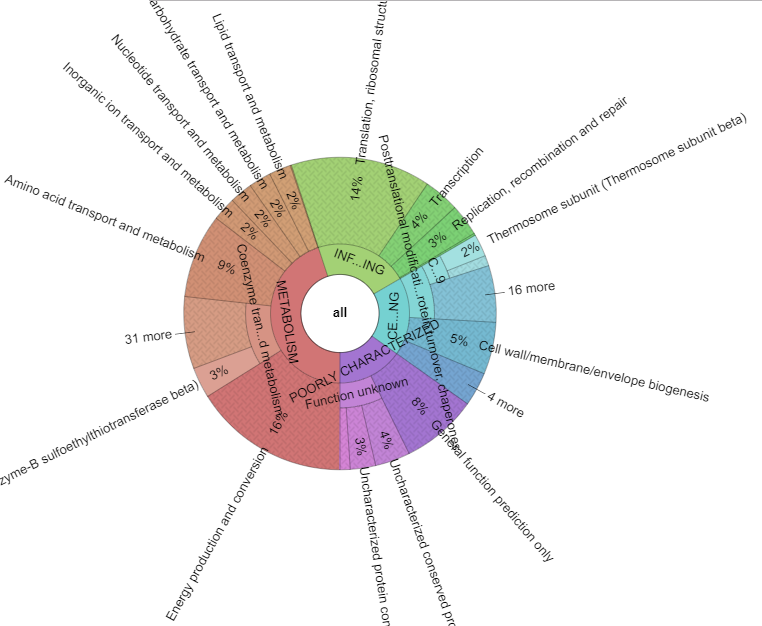 arbohydrate transport and metabolism
Lipid transport and metabolism
Nucleotide transport and metabolism
Inorganic ion transport and metabolism
Amino acid transport and metabolism
Translation, ribosomal struct
Posttranslational modificati...rotein turnover, chaperones
Transcription
Replication, recombination and repair
Thermosome subunit (Thermosome subunit beta)
2%
2%
2%
2%
14%
4%
3%
2%
9%
Coenzyme tran...d metabolism
METABOLISM
INF...ING
C...9
16 more
all
CE...NG
31 more
5%
Cell wall/membrane/envelope biogenesis
POORLY CHARACTERIZED
Function unknown
4 more
3%
zyme-B sulfoethylthiotransferase beta)
16%
8%
3%
4%
Energy production and conversion
General function prediction only
Uncharacterized protein con
Uncharacterized conserved pro